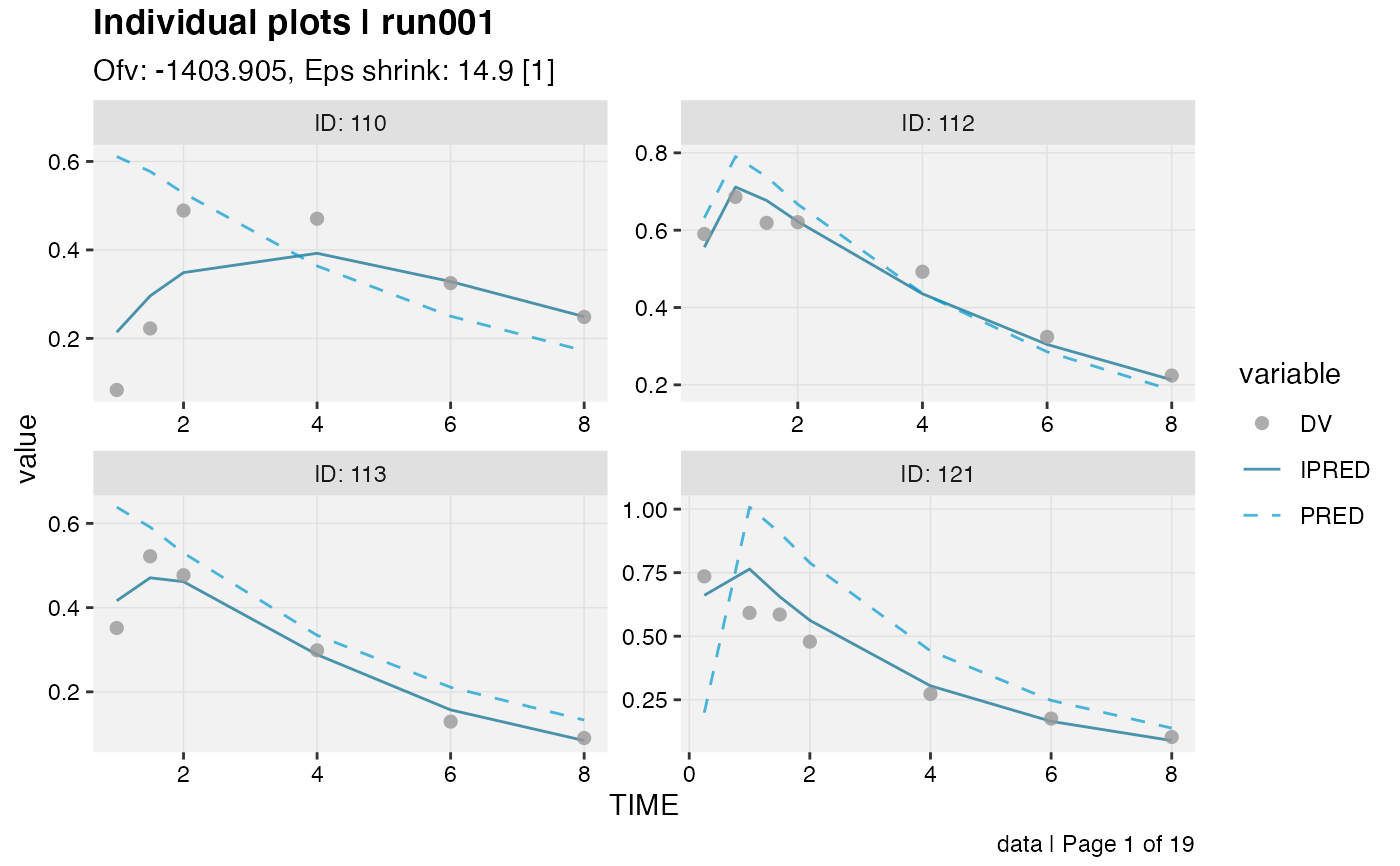 Individual plots | run001
Ofv: -1403.905, Eps shrink: 14.9 [1]
ID: 110
0.6
0.4
0.2
2 4 6 8
ID: 112
0.8
0.6
0.4
0.2
2 4 6 8
value
ID: 113
0.6
0.4
0.2
2 4 6 8
ID: 121
1.00
0.75
0.50
0.25
0 2 4 6 8
TIME
variable
DV
IPRED
PRED
data | Page 1 of 19